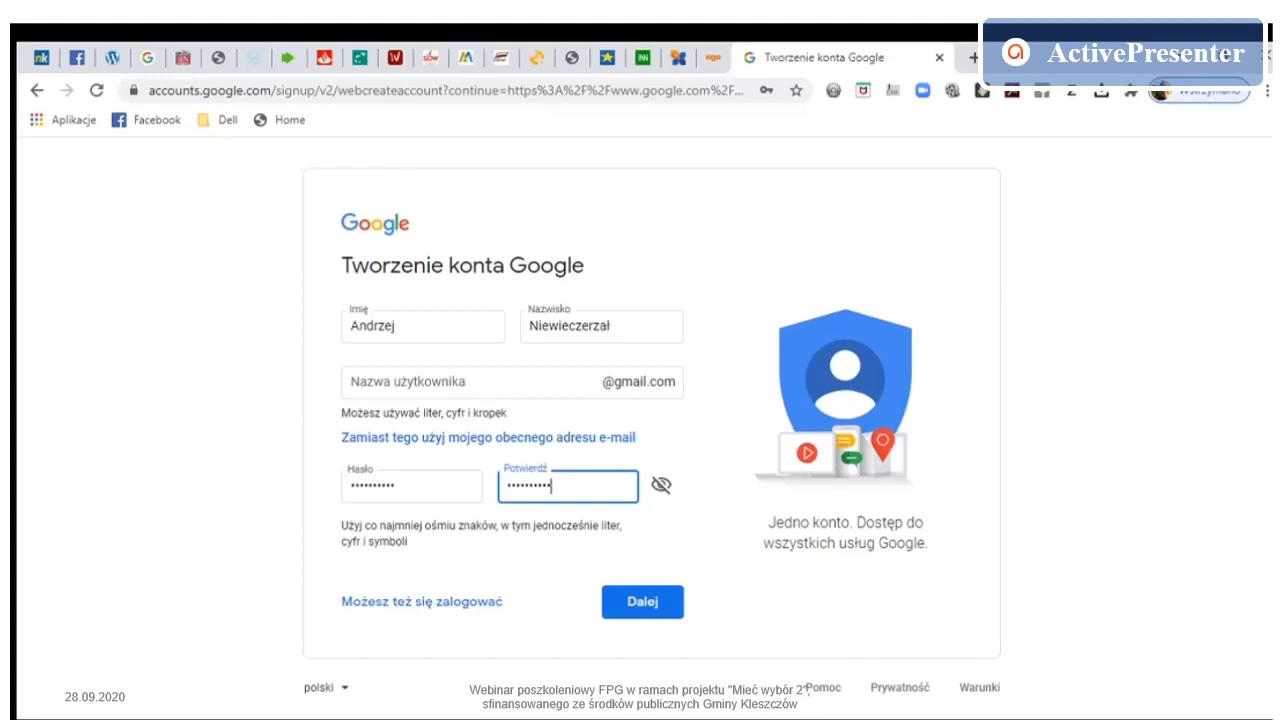 Tworzenie konta Google
ActivePresenter
accounts.google.com/signup/v2/webcreateaccount?continue=https%3A%2F%2Fwww.google.com%2F...
Wstrzymano
Aplikacje Facebook Dell Home
Google
Tworzenie konta Google
Imię
Andrzej
Nazwisko
Niewieczerzał
Nazwa użytkownika @gmail.com
Możesz używać liter, cyfr i kropek
Zamiast tego użyj mojego obecnego adresu e-mail
Hasło
••••••••••
Potwierdź
••••••••••
Użyj co najmniej ośmiu znaków, w tym jednocześnie liter,
cyfr i symboli
Możesz też się zalogować
Dalej
Jedno konto. Dostęp do
wszystkich usług Google.
polski
Pomoc Prywatność Warunki
28.09.2020
Webinar poszkoleniowy FPG w ramach projektu "Mieć wybór 2",
sfinansowanego ze środków publicznych Gminy Kleszczów